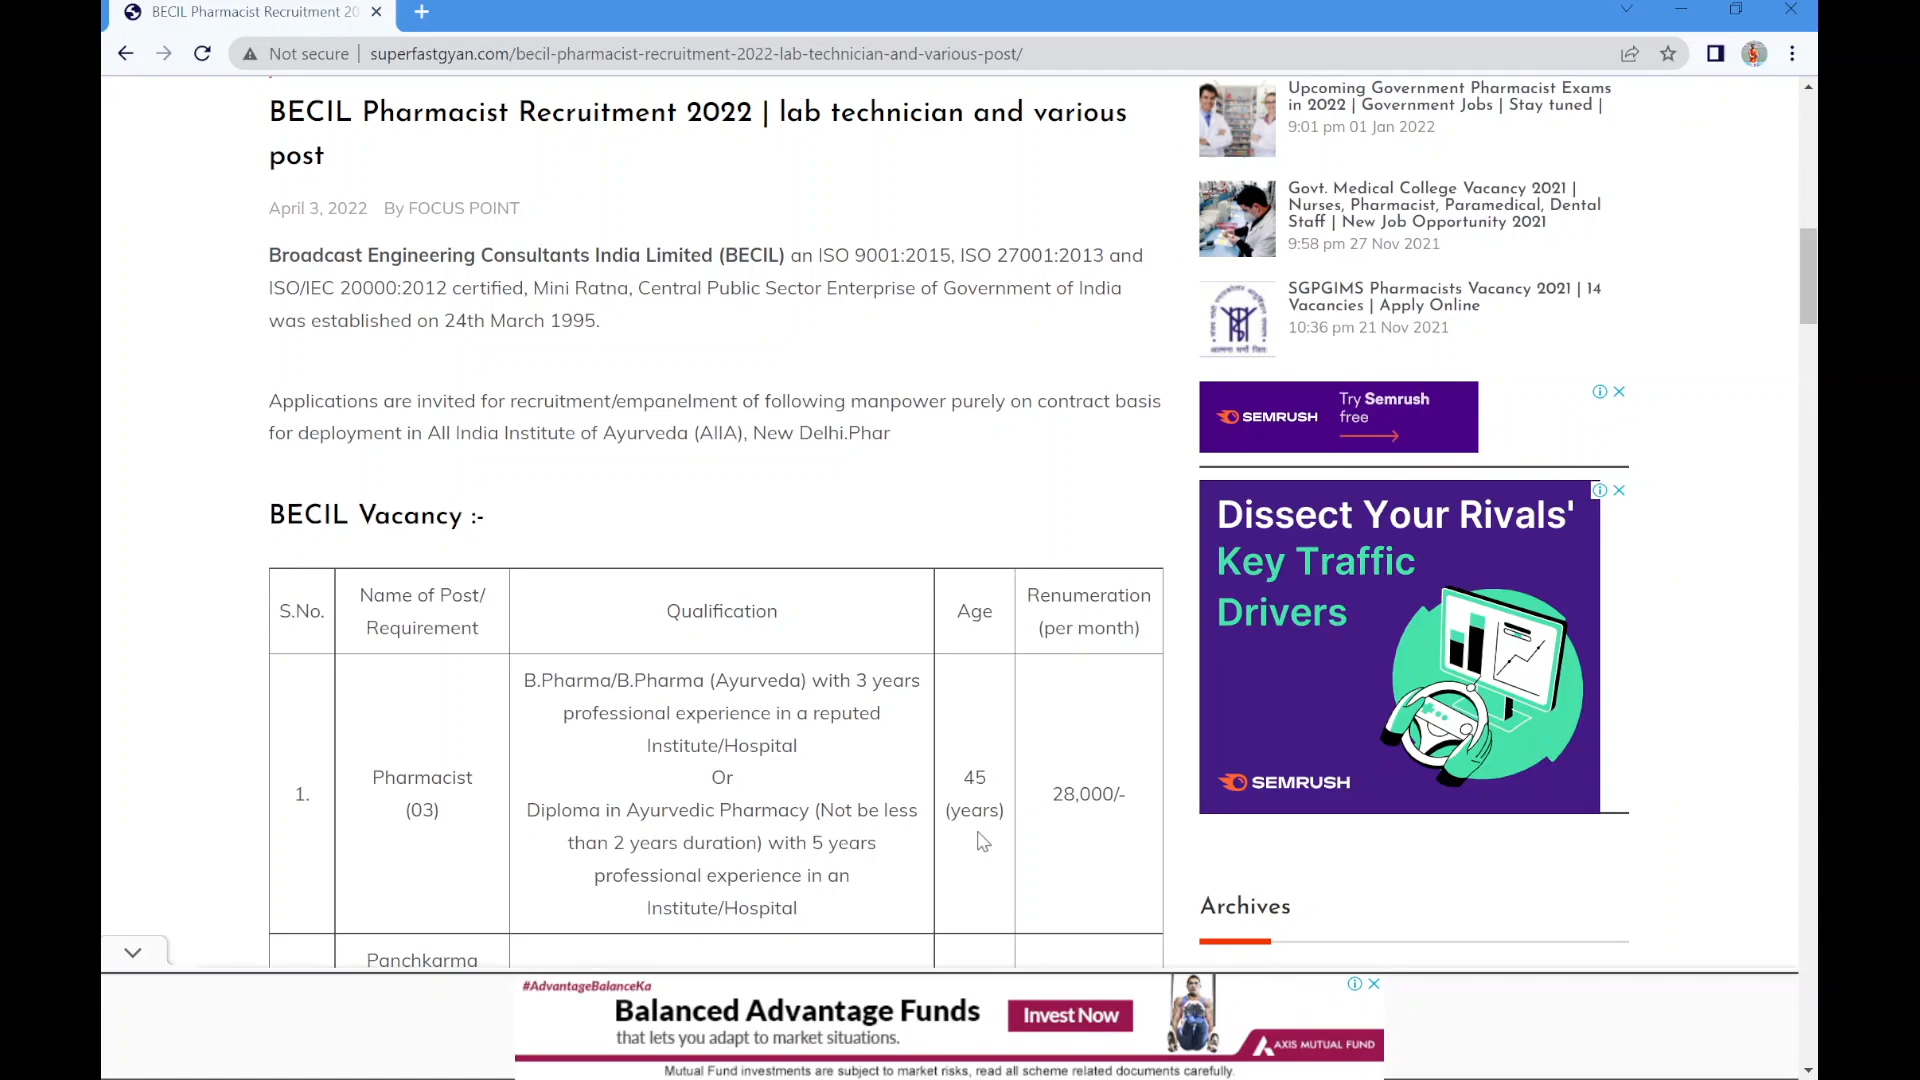 BECIL Pharmacist Recruitment 20
Not secure
superfastgyan.com/becil-pharmacist-recruitment-2022-lab-technician-and-various-post/
BECIL Pharmacist Recruitment 2022 | lab technician and various
post
April 3, 2022 By FOCUS POINT
Broadcast Engineering Consultants India Limited (BECIL) an ISO 9001:2015, ISO 27001:2013 and
ISO/IEC 20000:2012 certified, Mini Ratna, Central Public Sector Enterprise of Government of India
was established on 24th March 1995.
Applications are invited for recruitment/empanelment of following manpower purely on contract basis
for deployment in All India Institute of Ayurveda (AIIA), New Delhi.Phar
BECIL Vacancy :-
S.No.
Name of Post/
Requirement
Qualification
Age
Renumeration
(per month)
1.
Pharmacist
(03)
B.Pharma/B.Pharma (Ayurveda) with 3 years
professional experience in a reputed
Institute/Hospital
Or
Diploma in Ayurvedic Pharmacy (Not be less
than 2 years duration) with 5 years
professional experience in an
Institute/Hospital
45
(years)
28,000/-
Panchkarma
Upcoming Government Pharmacist Exams
in 2022 | Government Jobs | Stay tuned |
9:01 pm 01 Jan 2022
Govt. Medical College Vacancy 2021 |
Nurses, Pharmacist, Paramedical, Dental
Staff | New Job Opportunity 2021
9:58 pm 27 Nov 2021
SGPGIMS Pharmacists Vacancy 2021 | 14
Vacancies | Apply Online
10:36 pm 21 Nov 2021
SEMRUSH
Try Semrush
free
Dissect Your Rivals'
Key Traffic
Drivers
SEMRUSH
Archives
#AdvantageBalanceKa
Balanced Advantage Funds
that lets you adapt to market situations.
Invest Now
AXIS MUTUAL FUND
Mutual Fund investments are subject to market risks, read all scheme related documents carefully.